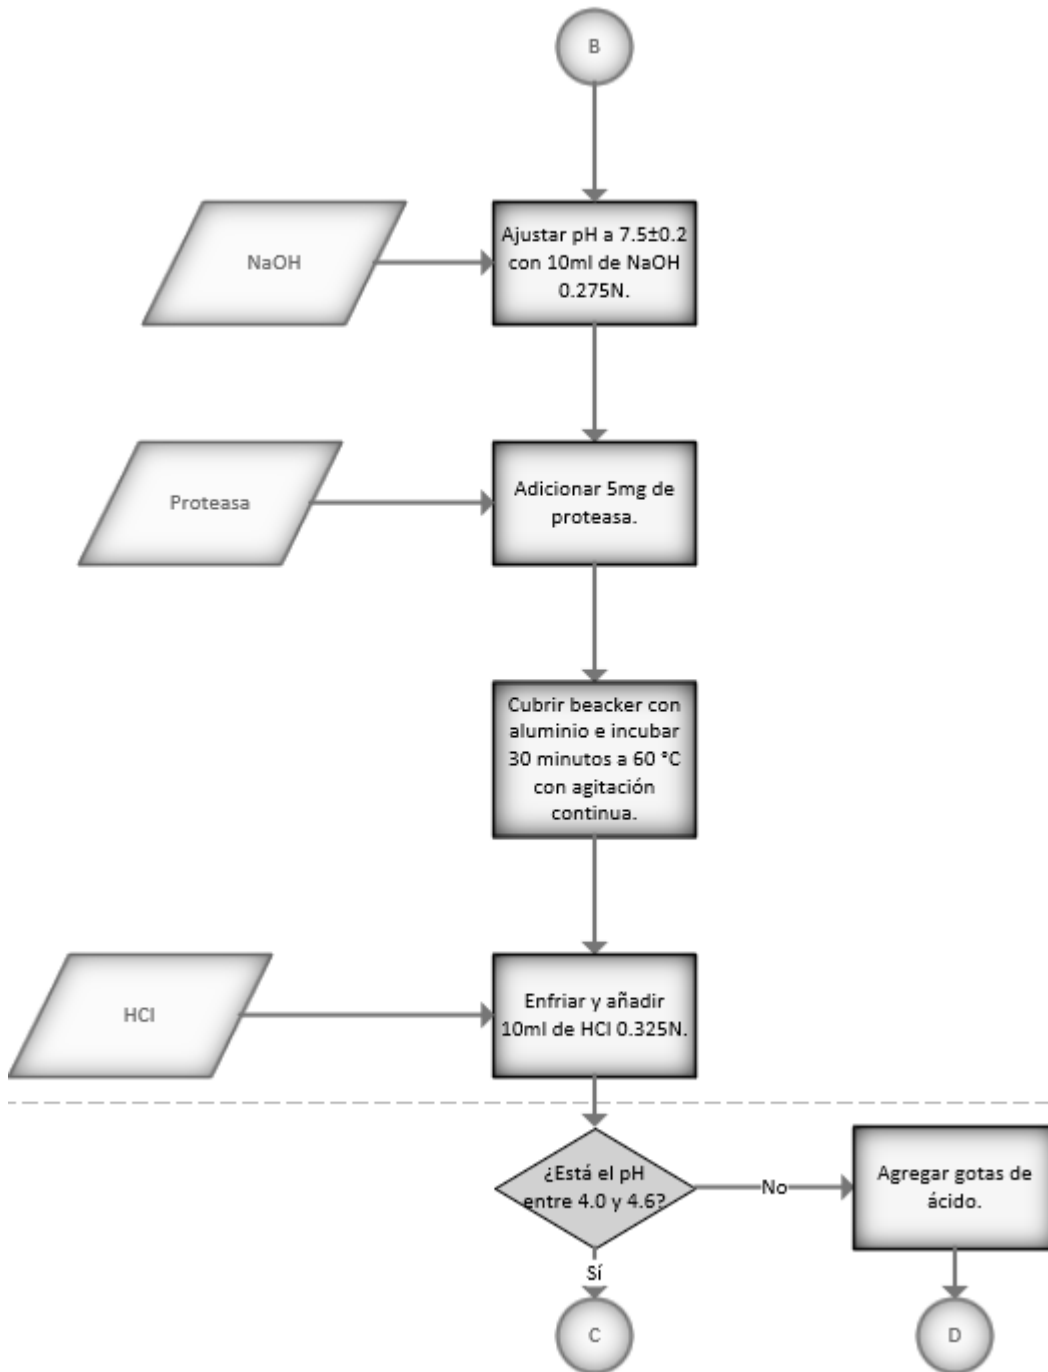 B
NaOH
Ajustar pH a 7.5±0.2
con 10ml de NaOH
0.275N.
Proteasa
Adicionar 5mg de
proteasa.
Cubrir beacker con
aluminio e incubar
30 minutos a 60 °C
con agitación
continua.
HCl
Enfriar y añadir
10ml de HCl 0.325N.
¿Está el pH
entre 4.0 y 4.6?
No
Agregar gotas de
ácido.
Sí
C
D